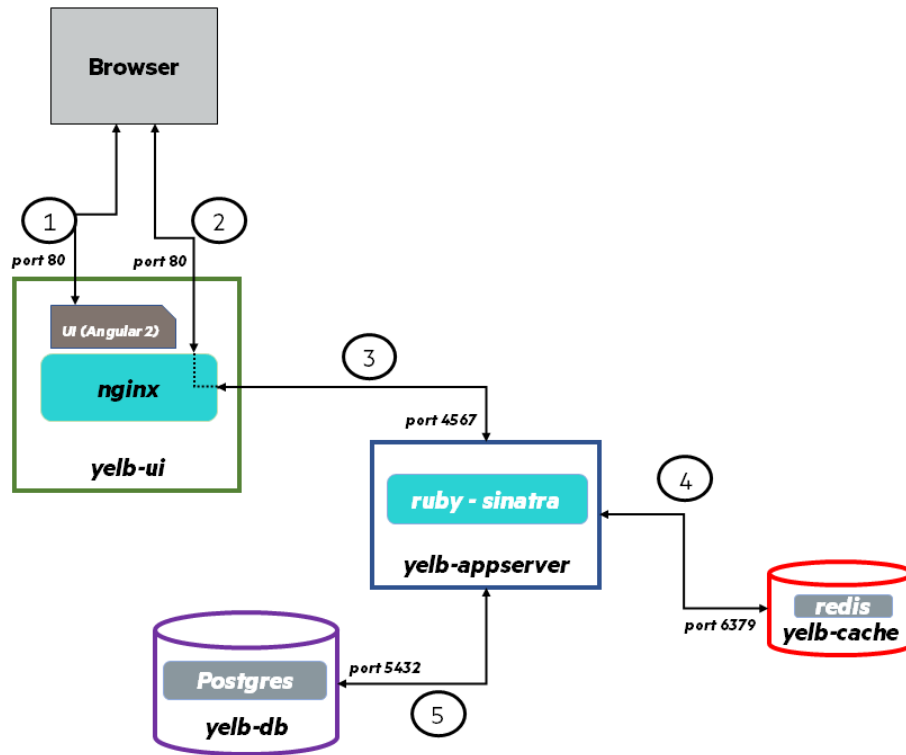 Browser
1
2
port 80
port 80
UI (Angular 2)
nginx
yelb-ui
3
port 4567
ruby - sinatra
yelb-appserver
4
port 6379
redis
yelb-cache
Postgres
yelb-db
port 5432
5